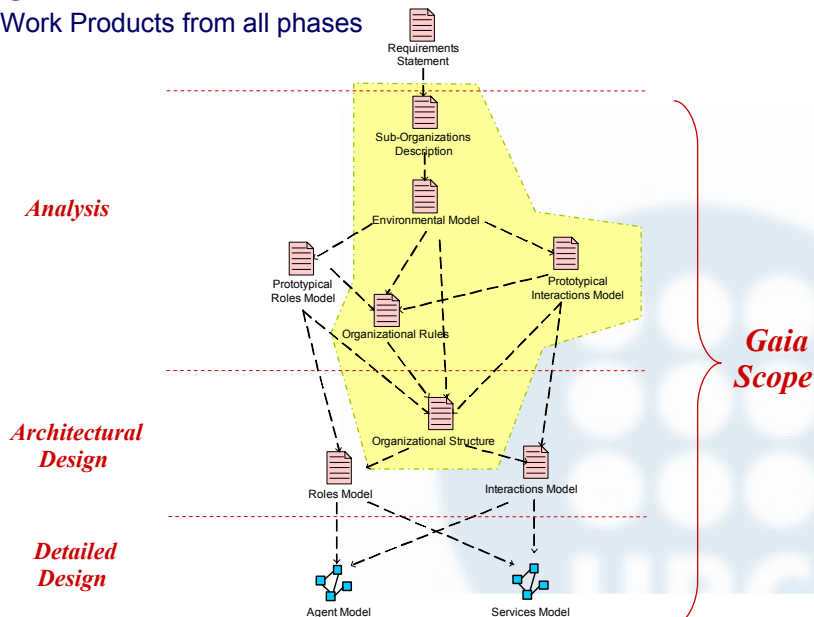 Work Products from all phases
Requirements
Statement
Sub-Organizations
Description
Analysis
Environmental Model
Prototypical
Roles Model
Prototypical
Interactions Model
Organizational Rules
Gaia
Scope
Architectural
Design
Organizational Structure
Roles Model
Interactions Model
Detailed
Design
Agent Model
Services Model